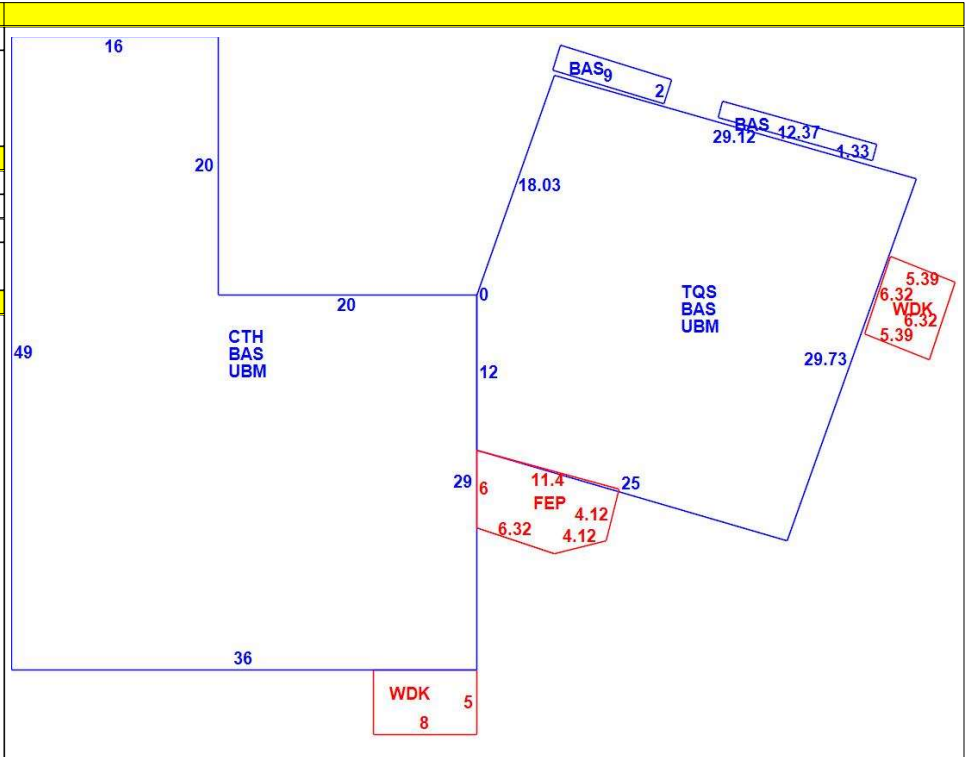 16
BAS 9
2
BAS 12.37
29.12
1.33
20
18.03
5.39
6.32
WDK
6.32
5.39
TQS
BAS
UBM
0
20
CTH
BAS
UBM
49
12
29.73
29
6
11.4
25
FEP
4.12
6.32
4.12
36
WDK
5
8